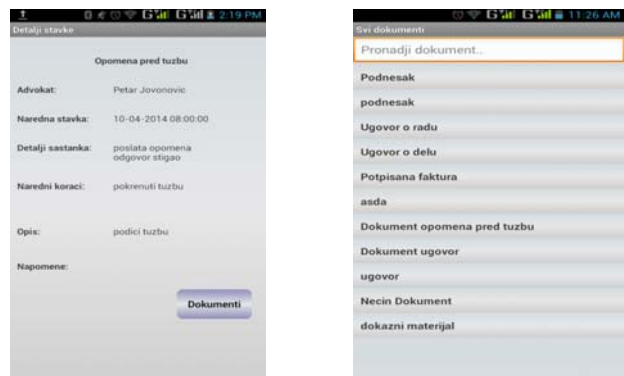 G G 2:19 PM
Detalji stavke
Opomena pred tuzbu
Advokat: Petar Jovonovic
Naredna stavka: 10-04-2014 08:00:00
Detalji sastanka: poslata opomena
odgovor stigao
Naredni koraci: pokrenuti tuzbu
Opis: podici tuzbu
Napomene:
Dokumenti
G G 11:26 AM
Svi dokumenti
Pronadji dokument..
Podnesak
podnesak
Ugovor o radu
Ugovor o delu
Potpisana faktura
asda
Dokument opomena pred tuzbu
Dokument ugovor
ugovor
Necin Dokument
dokazni materijal